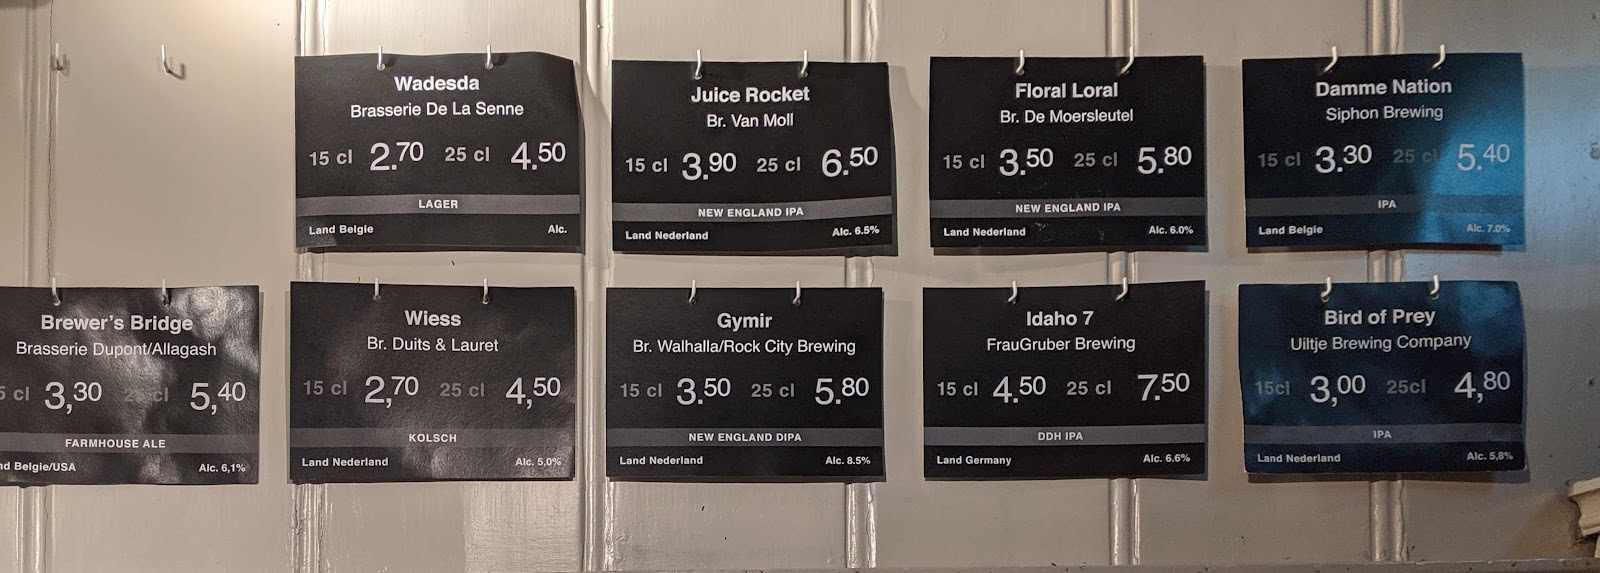 Wadesda
Brasserie De La Senne
15 cl 2.70 25 cl 4.50
LAGER
Land Belgie Alc.
Juice Rocket
Br. Van Moll
15 cl 3.90 25 cl 6.50
NEW ENGLAND IPA
Land Nederland Alc. 6.5%
Floral Loral
Br. De Moersleutel
15 cl 3.50 25 cl 5.80
NEW ENGLAND IPA
Land Nederland Alc. 6.0%
Damme Nation
Siphon Brewing
15 cl 3.30 25 cl 5.40
IPA
Land Belgie Alc. 7.0%
Brewer's Bridge
Brasserie Dupont/Allagash
5 cl 3,30 25 cl 5,40
FARMHOUSE ALE
nd Belgie/USA Alc. 6,1%
Wiess
Br. Duits & Lauret
15 cl 2,70 25 cl 4,50
KOLSCH
Land Nederland Alc. 5,0%
Gymir
Br. Walhalla/Rock City Brewing
15 cl 3.50 25 cl 5.80
NEW ENGLAND DIPA
Land Nederland Alc. 8.5%
Idaho 7
FrauGruber Brewing
15 cl 4.50 25 cl 7.50
DDH IPA
Land Germany Alc. 6.6%
Bird of Prey
Uiltje Brewing Company
15cl 3,00 25cl 4,80
IPA
Land Nederland Alc. 5,8%